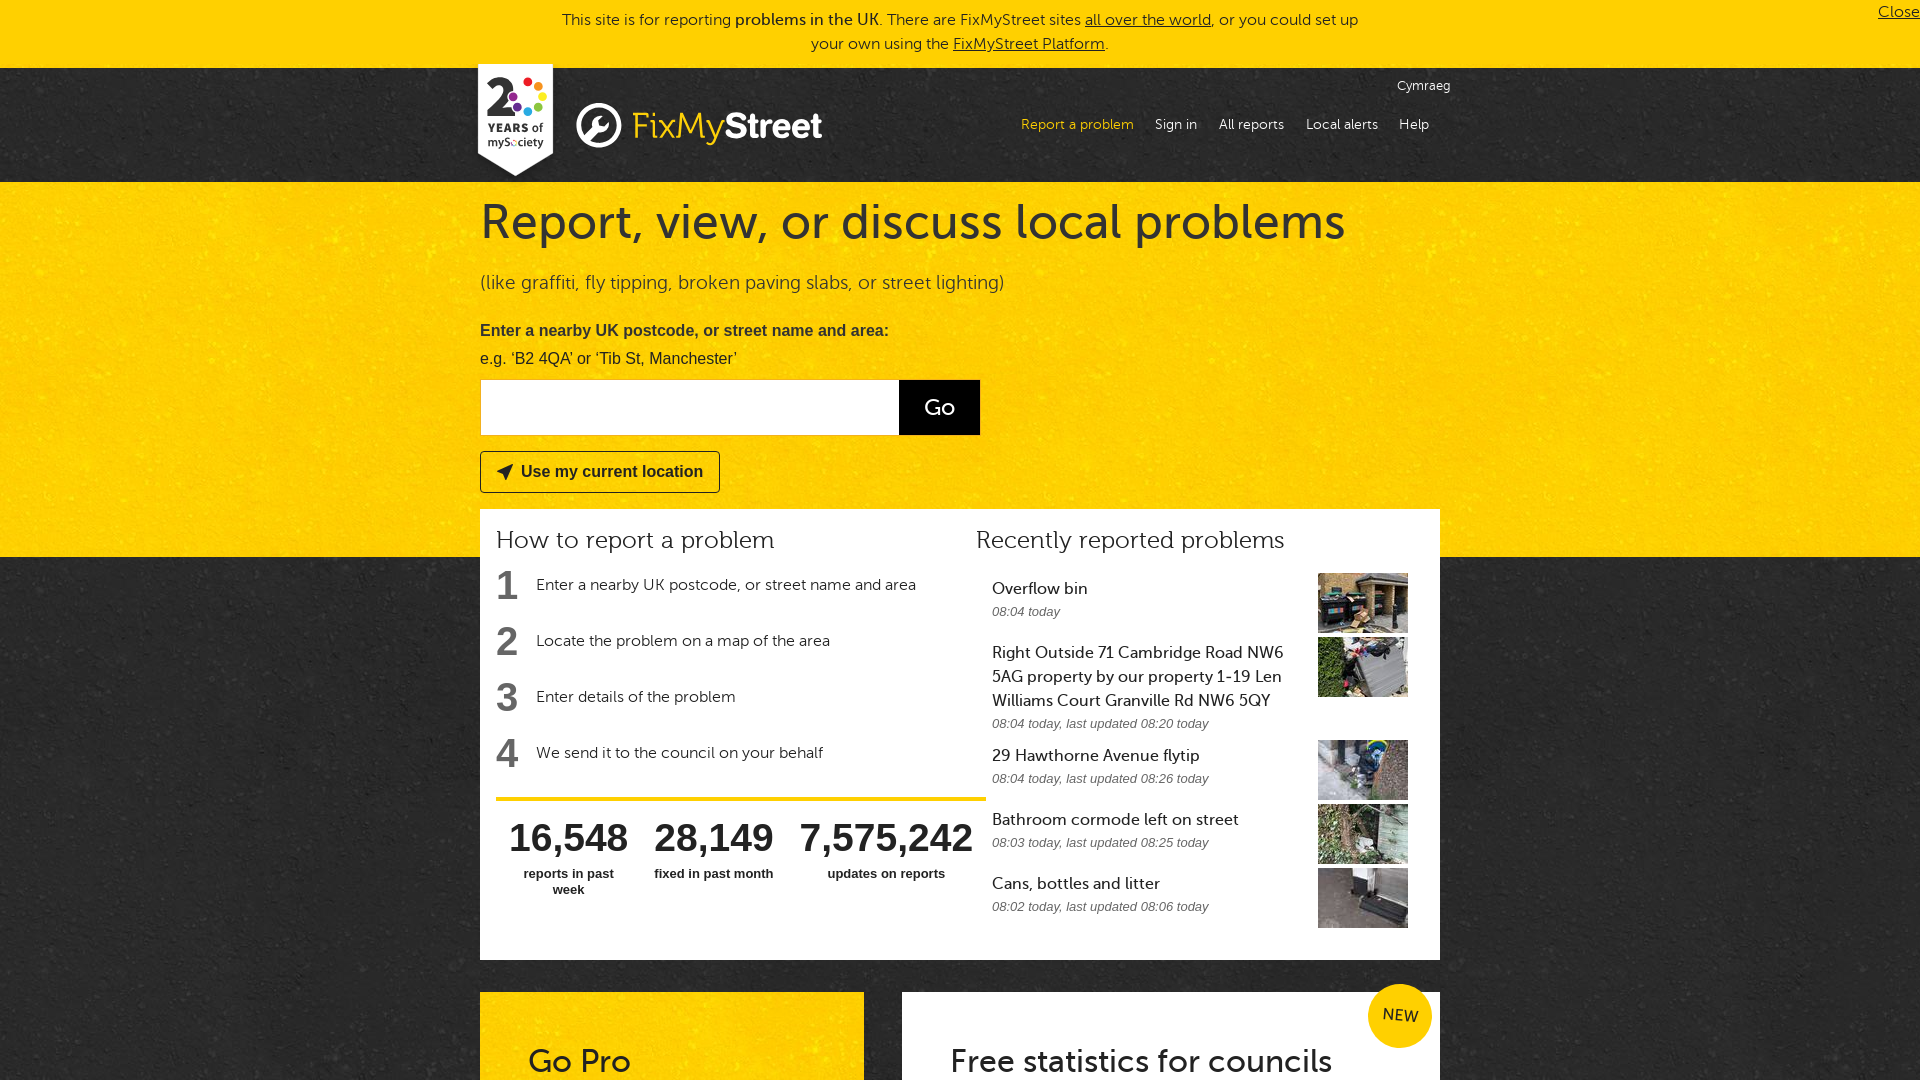 This site is for reporting problems in the UK. There are FixMyStreet sites all over the world, or you could set up
your own using the FixMyStreet Platform.
Close
20
YEARS of
mySociety
FixMyStreet
Cymraeg
Report a problem
Sign in
All reports
Local alerts
Help
Report, view, or discuss local problems
(like graffiti, fly tipping, broken paving slabs, or street lighting)
Enter a nearby UK postcode, or street name and area:
e.g. ‘B2 4QA’ or ‘Tib St, Manchester’
Go
Use my current location
How to report a problem
1 Enter a nearby UK postcode, or street name and area
2 Locate the problem on a map of the area
3 Enter details of the problem
4 We send it to the council on your behalf
16,548
reports in past
week
28,149
fixed in past month
7,575,242
updates on reports
Recently reported problems
Overflow bin
08:04 today
Right Outside 71 Cambridge Road NW6
5AG property by our property 1-19 Len
Williams Court Granville Rd NW6 5QY
08:04 today, last updated 08:20 today
29 Hawthorne Avenue flytip
08:04 today, last updated 08:26 today
Bathroom cormode left on street
08:03 today, last updated 08:25 today
Cans, bottles and litter
08:02 today, last updated 08:06 today
Go Pro
NEW
Free statistics for councils